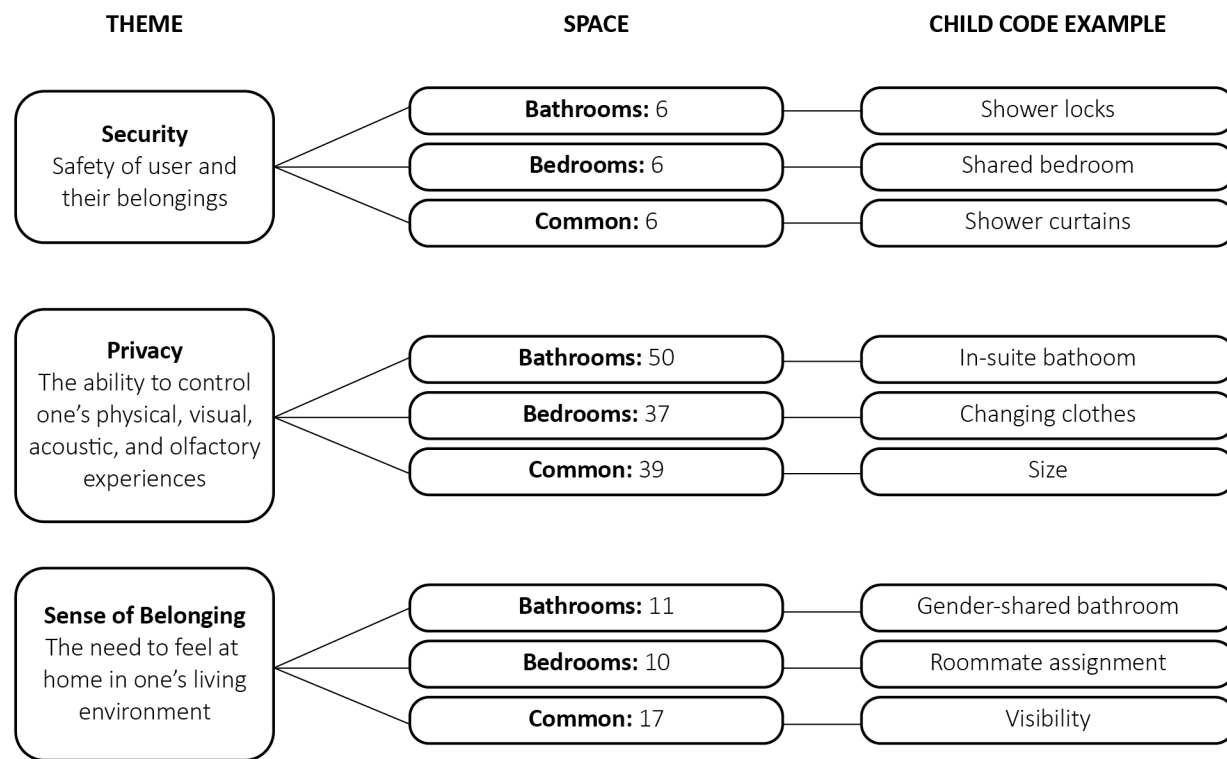 THEME SPACE CHILD CODE EXAMPLE
Security
Safety of user and
their belongings
Bathrooms: 6
Shower locks
Bedrooms: 6
Shared bedroom
Common: 6
Shower curtains
Privacy
The ability to control
one’s physical, visual,
acoustic, and olfactory
experiences
Bathrooms: 50
In-suite bathoom
Bedrooms: 37
Changing clothes
Common: 39
Size
Sense of Belonging
The need to feel at
home in one’s living
environment
Bathrooms: 11
Gender-shared bathroom
Bedrooms: 10
Roommate assignment
Common: 17
Visibility